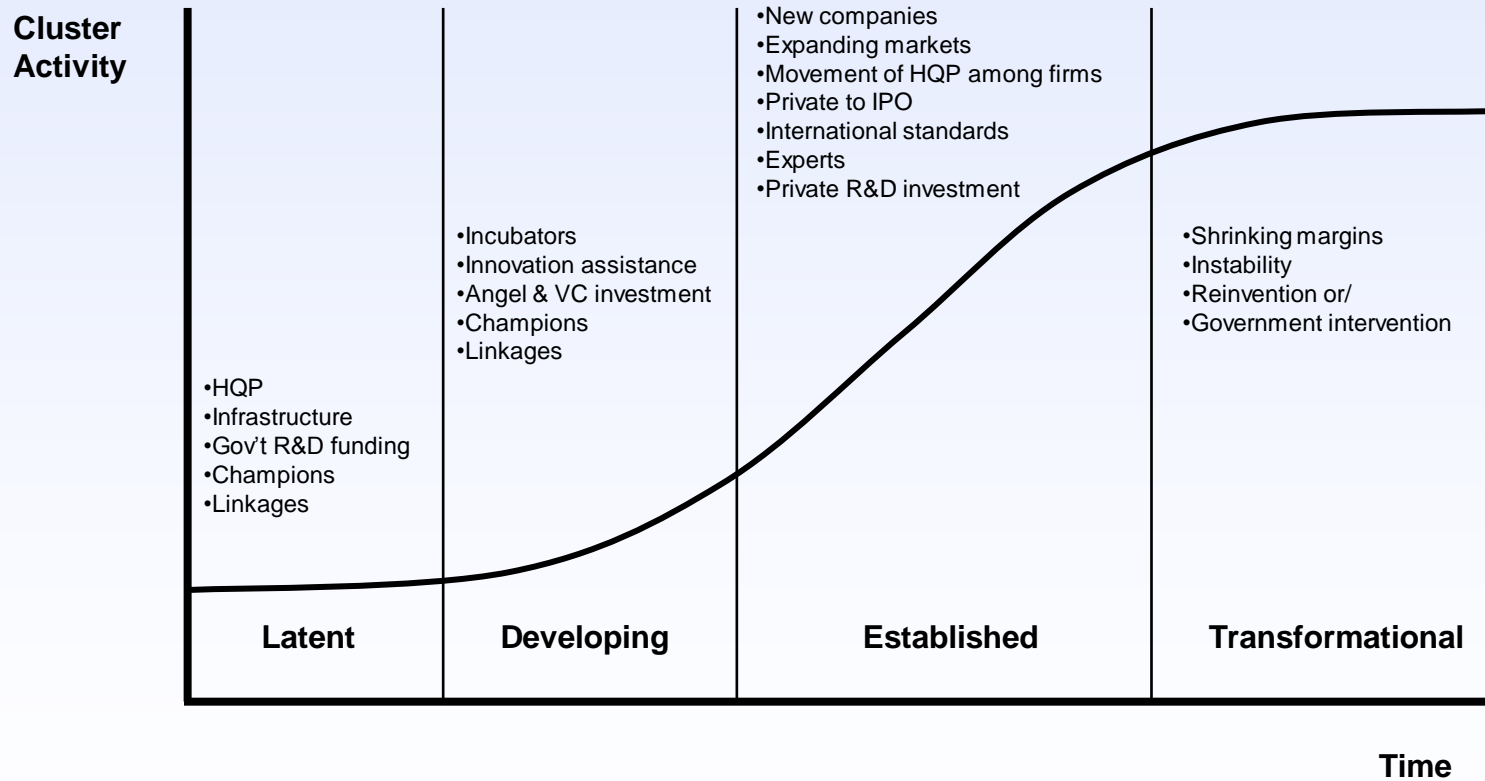 Cluster
Activity
•New companies
•Expanding markets
•Movement of HQP among firms
•Private to IPO
•International standards
•Experts
•Private R&D investment
•Incubators
•Innovation assistance
•Angel & VC investment
•Champions
•Linkages
•Shrinking margins
•Instability
•Reinvention or/
•Government intervention
•HQP
•Infrastructure
•Gov't R&D funding
•Champions
•Linkages
Latent
Developing
Established
Transformational
Time